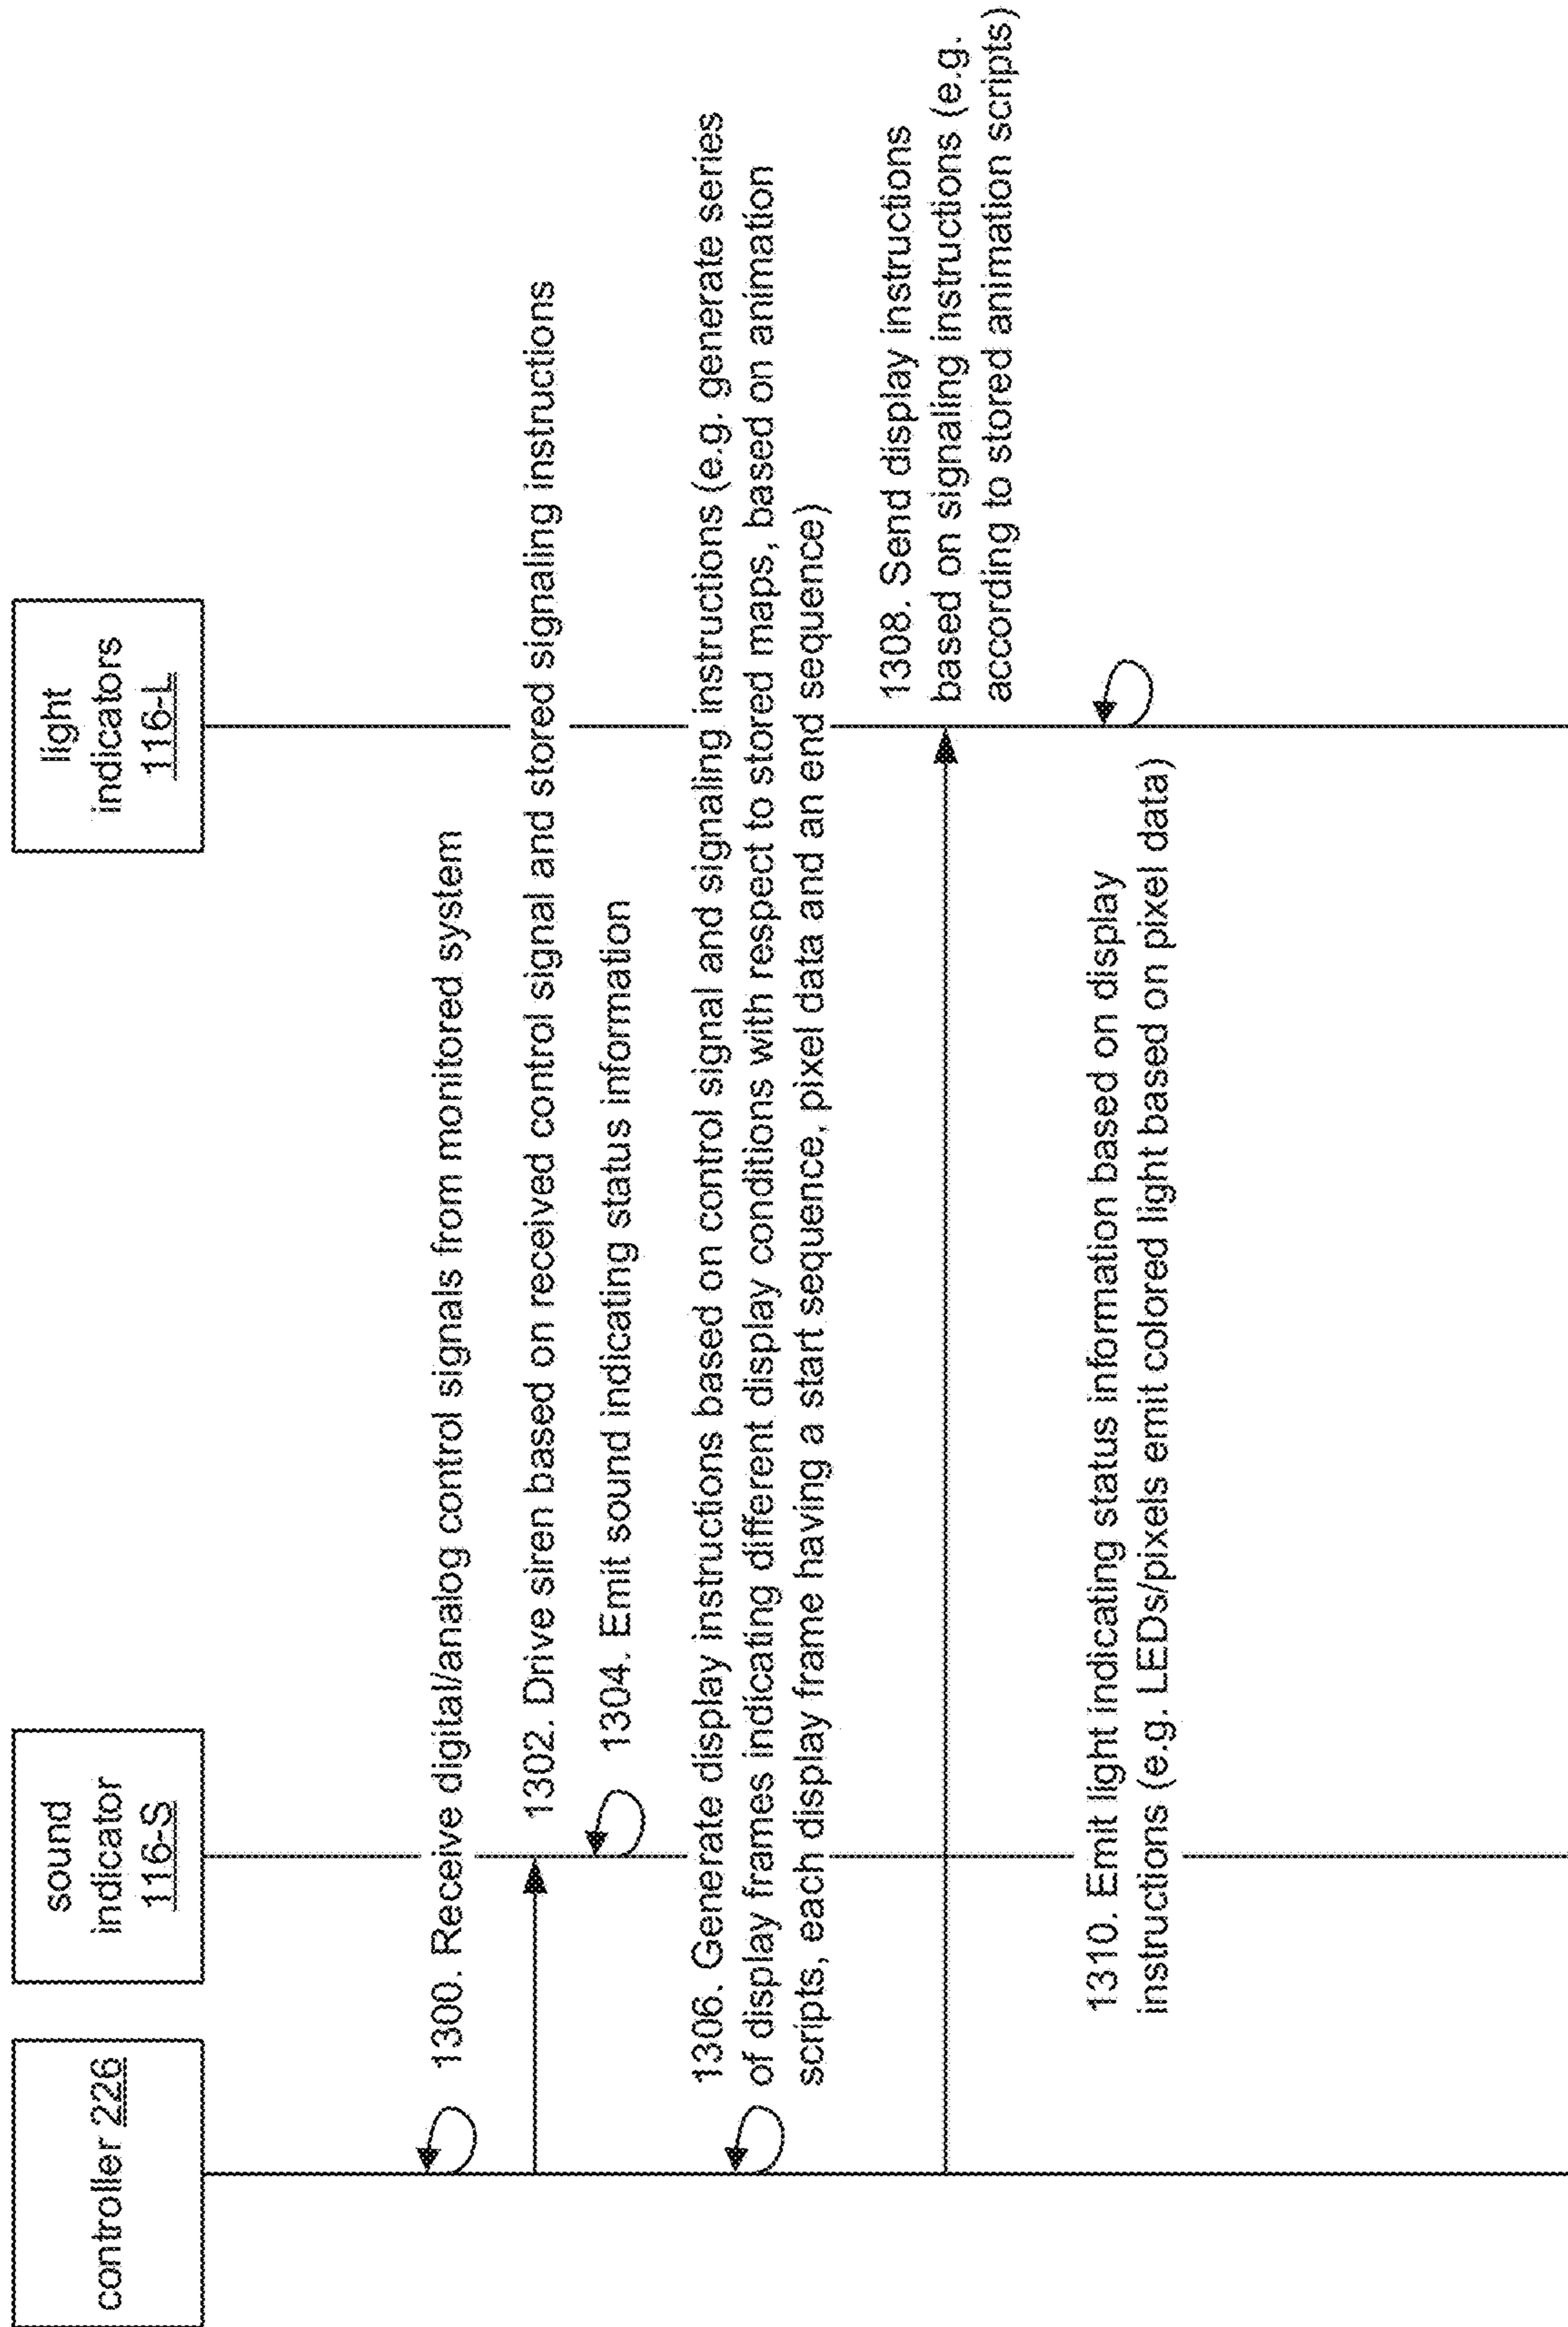 controller 226
sound
indicator
116-S
light
indicators
116-L
1300. Receive digital/analog control signals from monitored system
1302. Drive siren based on received control signal and stored signaling instructions
1304. Emit sound indicating status information
1306. Generate display instructions based on control signal and signaling instructions (e.g. generate series
of display frames indicating different display conditions with respect to stored maps, based on animation
scripts, each display frame having a start sequence, pixel data and an end sequence)
1308. Send display instructions
based on signaling instructions (e.g.
according to stored animation scripts)
1310. Emit light indicating status information based on display
instructions (e.g. LEDs/pixels emit colored light based on pixel data)